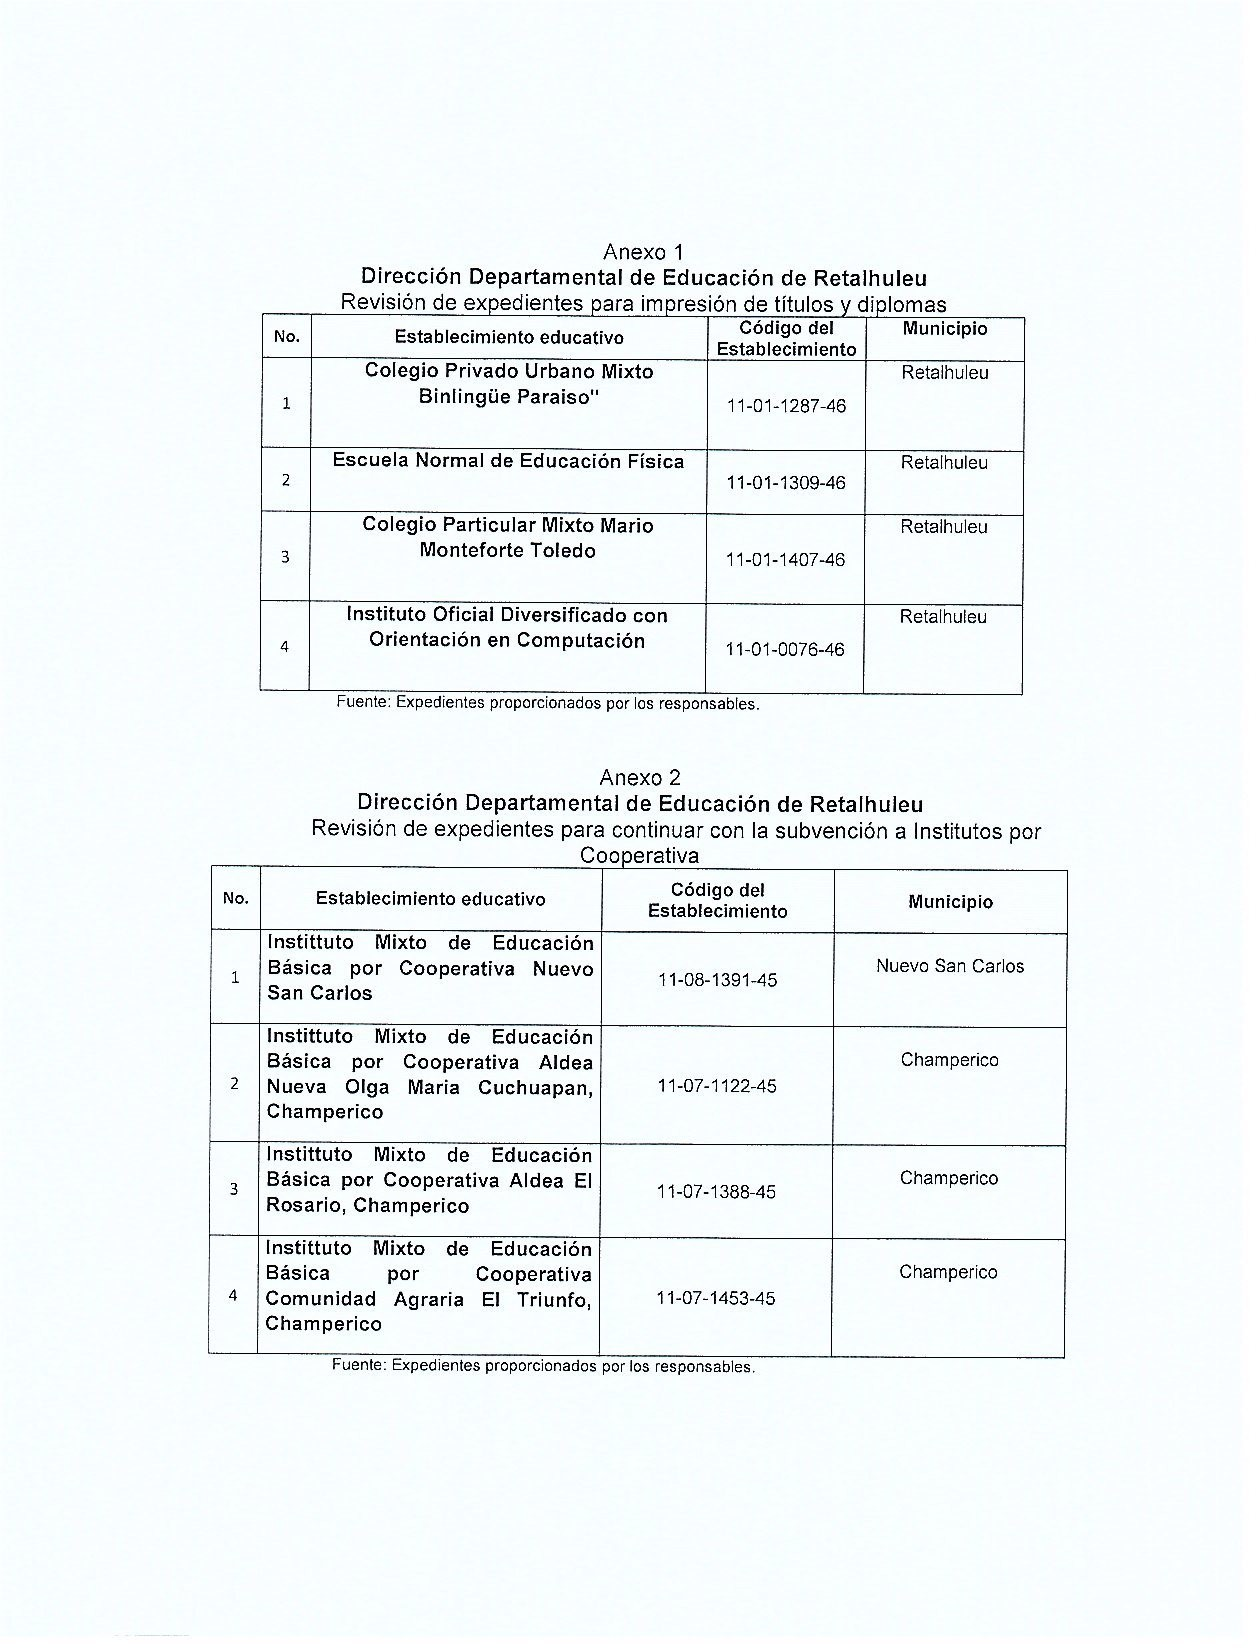 Anexo 1
Dirección Departamental de Educación de Retalhuleu
Revisión de expedientes para impresión de títulos y diplomas
No. Establecimiento educativo Código del Establecimiento Municipio
1 Colegio Privado Urbano Mixto Binlingüe Paraiso" 11-01-1287-46 Retalhuleu
2 Escuela Normal de Educación Física 11-01-1309-46 Retalhuleu
3 Colegio Particular Mixto Mario Monteforte Toledo 11-01-1407-46 Retalhuleu
4 Instituto Oficial Diversificado con Orientación en Computación 11-01-0076-46 Retalhuleu
Fuente: Expedientes proporcionados por los responsables.
Anexo 2
Dirección Departamental de Educación de Retalhuleu
Revisión de expedientes para continuar con la subvención a Institutos por
Cooperativa
No. Establecimiento educativo Código del Establecimiento Municipio
1 Instittuto Mixto de Educación Básica por Cooperativa Nuevo San Carlos 11-08-1391-45 Nuevo San Carlos
2 Instittuto Mixto de Educación Básica por Cooperativa Aldea Nueva Olga Maria Cuchuapan, Champerico 11-07-1122-45 Champerico
3 Instittuto Mixto de Educación Básica por Cooperativa Aldea El Rosario, Champerico 11-07-1388-45 Champerico
4 Instittuto Mixto de Educación Básica por Cooperativa Comunidad Agraria El Triunfo, Champerico 11-07-1453-45 Champerico
Fuente: Expedientes proporcionados por los responsables.